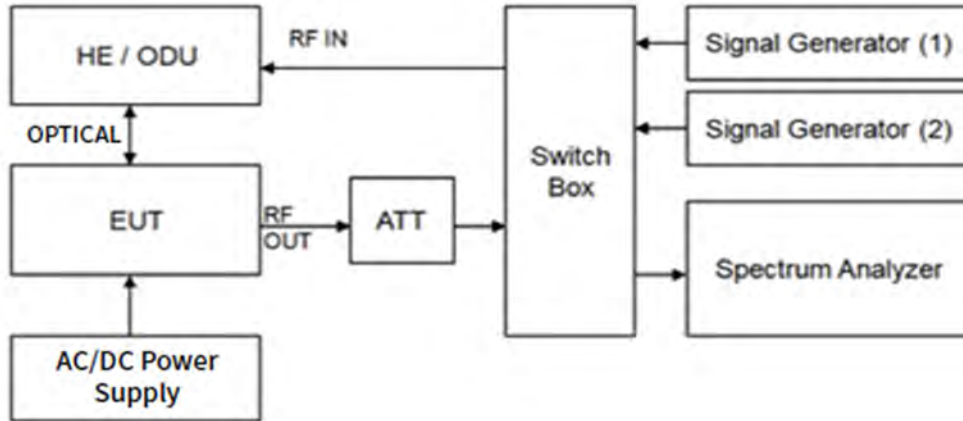 HE / ODU
RF IN
Signal Generator (1)
OPTICAL
Signal Generator (2)
Switch
Box
EUT
RF
OUT
ATT
Spectrum Analyzer
AC/DC Power
Supply